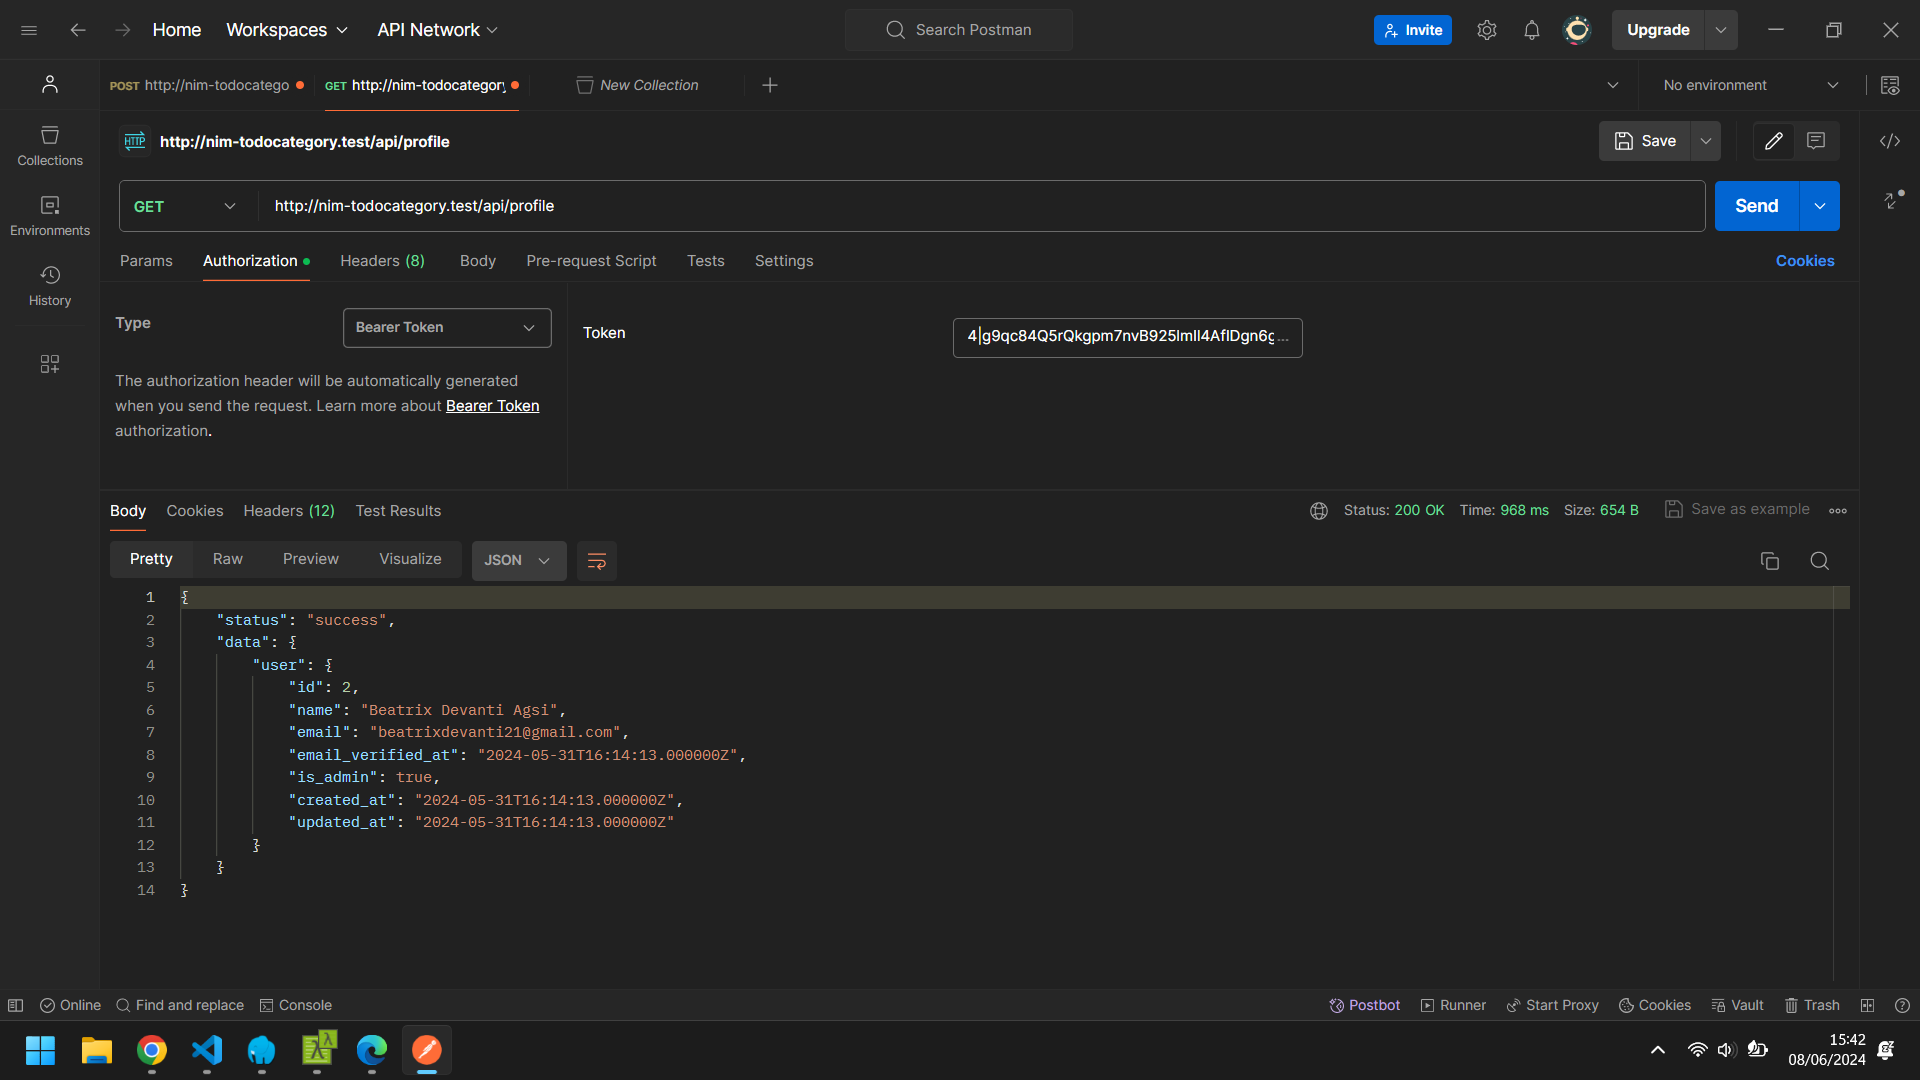 Home Workspaces API Network Search Postman Invite Upgrade
POST http://nim-todocatego GET http://nim-todocategory New Collection No environment
HTTP http://nim-todocategory.test/api/profile Save
Collections
GET http://nim-todocategory.test/api/profile Send
Environments
Params Authorization Headers (8) Body Pre-request Script Tests Settings Cookies
History
Type Bearer Token Token
The authorization header will be automatically generated
when you send the request. Learn more about Bearer Token
authorization.
Body Cookies Headers (12) Test Results Status: 200 OK Time: 968 ms Size: 654 B Save as example
Pretty Raw Preview Visualize JSON
1 {
2 "status": "success",
3 "data": {
4 "user": {
5 "id": 2,
6 "name": "Beatrix Devanti Agsi",
7 "email": "beatrixdevanti21@gmail.com",
8 "email_verified_at": "2024-05-31T16:14:13.000000Z",
9 "is_admin": true,
10 "created_at": "2024-05-31T16:14:13.000000Z",
11 "updated_at": "2024-05-31T16:14:13.000000Z"
12 }
13 }
14 }
Online Find and replace Console Postbot Runner Start Proxy Cookies Vault Trash
15:42
08/06/2024